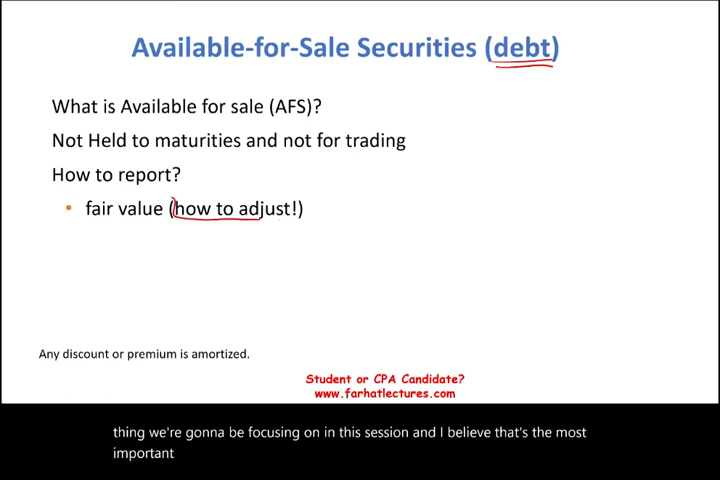 Available-for-Sale Securities (debt)
What is Available for sale (AFS)?
Not Held to maturities and not for trading
How to report?
• fair value (how to adjust!)
Any discount or premium is amortized.
Student or CPA Candidate?
www.farhatlectures.com
thing we're gonna be focusing on in this session and I believe that's the most
important